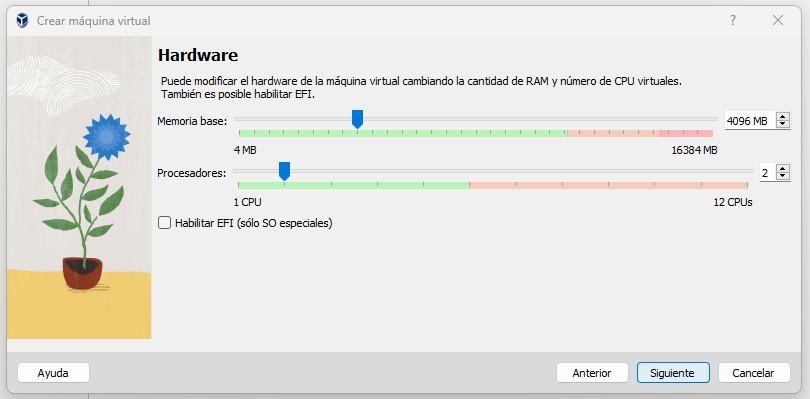 Crear máquina virtual
?
Hardware
Puede modificar el hardware de la máquina virtual cambiando la cantidad de RAM y número de CPU virtuales.
También es posible habilitar EFI.
Memoria base:
4096 MB
4 MB
16384 MB
Procesadores:
2
1 CPU
12 CPUs
Habilitar EFI (sólo SO especiales)
Ayuda
Anterior
Siguiente
Cancelar